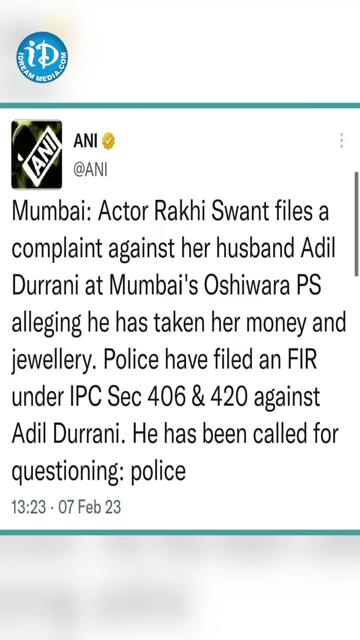 iD
IDREAM MEDIA.COM
ANI
ANI
@ANI
Mumbai: Actor Rakhi Swant files a
complaint against her husband Adil
Durrani at Mumbai's Oshiwara PS
alleging he has taken her money and
jewellery. Police have filed an FIR
under IPC Sec 406 & 420 against
Adil Durrani. He has been called for
questioning: police
13:23 · 07 Feb 23